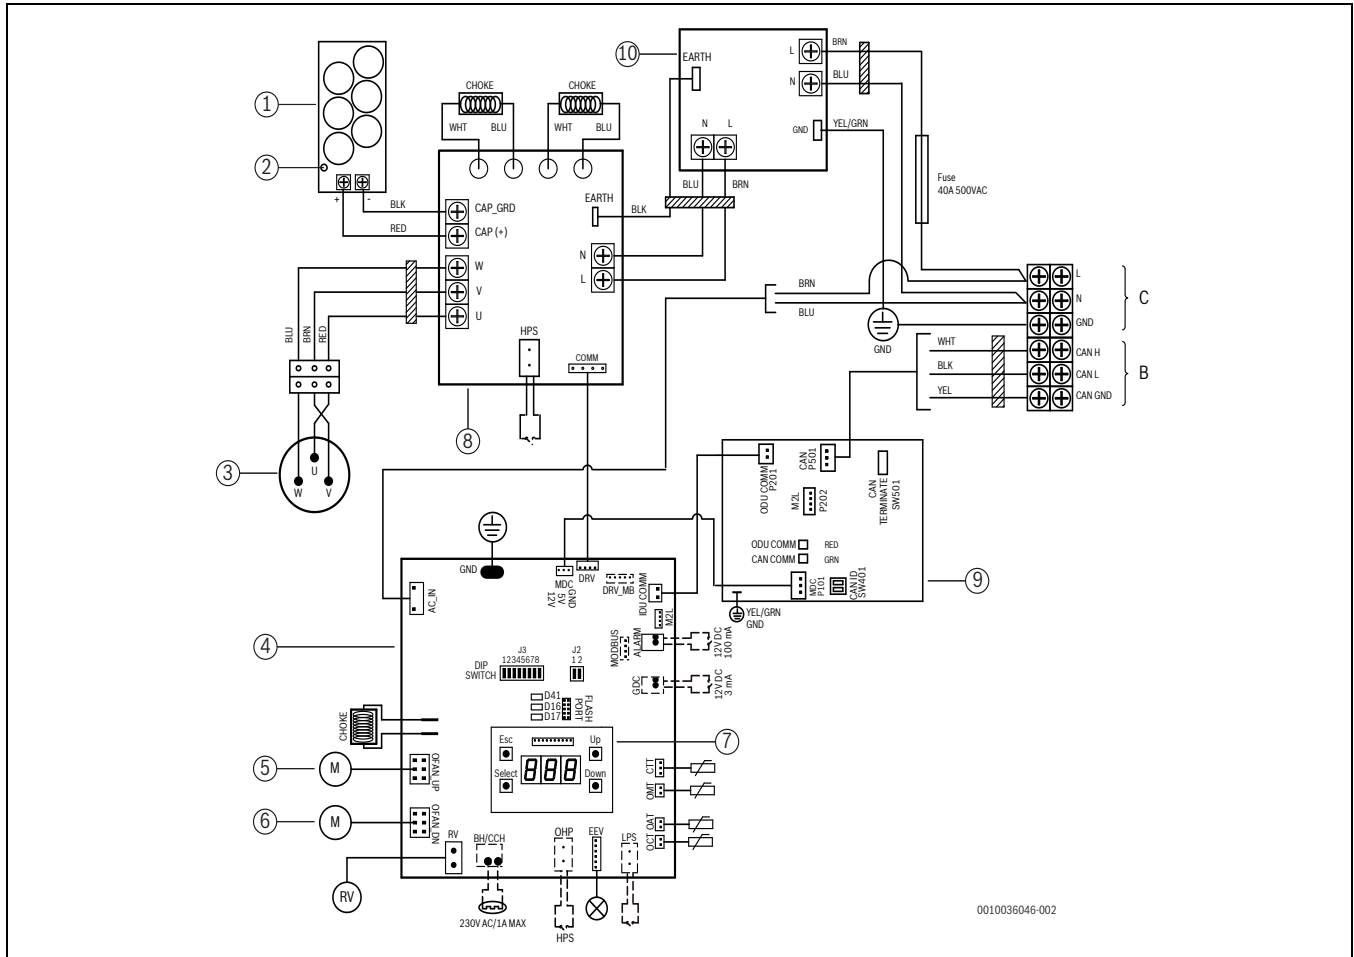 1
2
+
-
BLK
RED
CHOKE
WHT
BLU
CHOKE
WHT
BLU
CAP_GRD
CAP (+)
W
V
U
EARTH
BLK
N
L
HPS
COMM
8
BLU
BRN
RED
3
U
W
V
10
EARTH
L
BRN
N
BLU
GND
YEL/GRN
N
L
BLU
BRN
Fuse
40A 500VAC
BRN
BLU
GND
L
N
GND
C
WHT
BLK
YEL
CAN H
CAN L
CAN GND
B
ODU COMM
P201
CAN
P501
M2L
P202
CAN
TERMINATE
SW501
ODU COMM
RED
CAN COMM
GRN
MDC
P101
CAN ID
SW401
9
YEL/GRN
GND
4
GND
AC_IN
MDC
GND
5V
12V
DRV
DRV_MB
IDU.COMM
M2L
MODBUS
ALARM
12V DC
100 mA
GDC
12V DC
3 mA
J3
12345678
DIP
SWITCH
J2
1 2
D41
D16
D17
FLASH
PORT
CHOKE
5
M
OFAN_UP
6
M
OFAN_DN
Esc
Up
Select
888
Down
7
CTT
OMT
OAT
OCT
RV
RV
BH/CCH
230V AC/1A MAX
OHP
HPS
EEV
LPS
0010036046-002